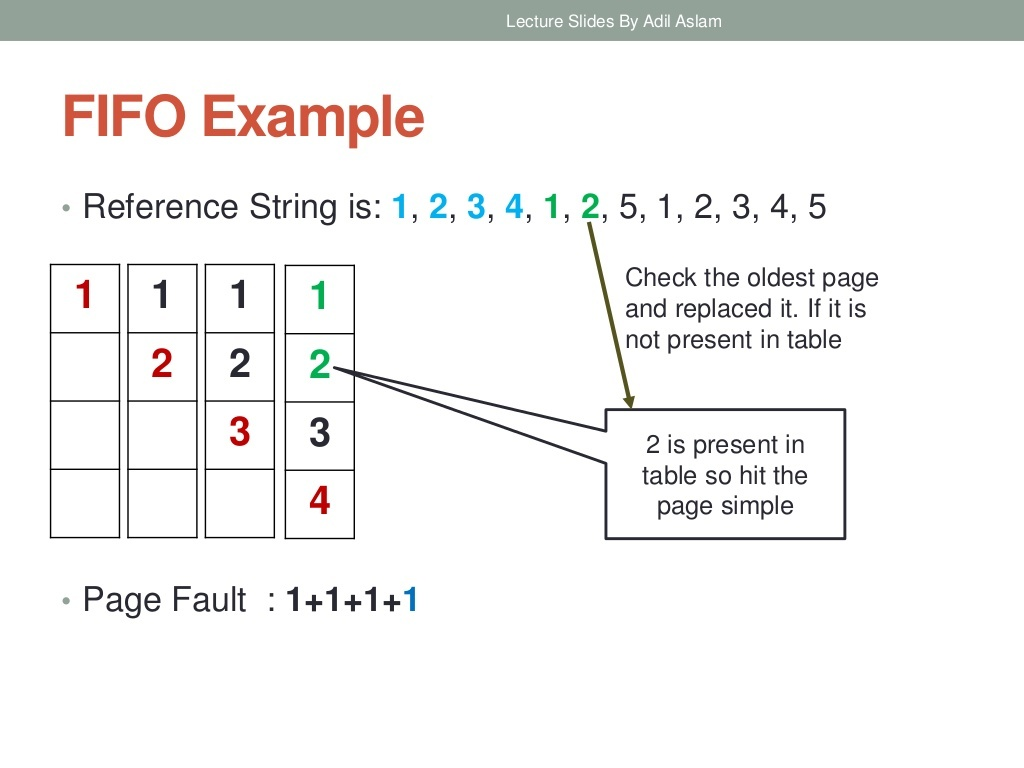 Lecture Slides By Adil Aslam
FIFO Example
• Reference String is: 1, 2, 3, 4, 1, 2, 5, 1, 2, 3, 4, 5
Check the oldest page
and replaced it. If it is
not present in table
1 1 1 1
2 2 2
3 3
4
2 is present in
table so hit the
page simple
• Page Fault : 1+1+1+1